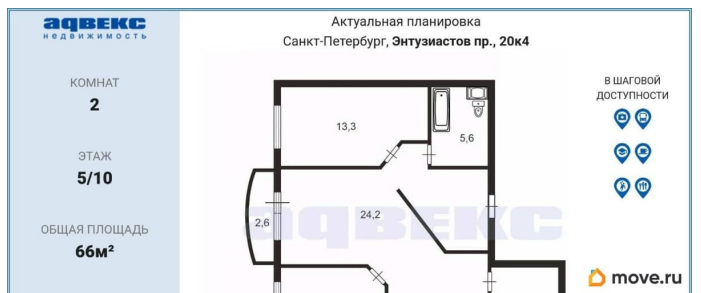 адвекс
недвижимость
КОМНАТ
2
ЭТАЖ
5/10
ОБЩАЯ ПЛОЩАДЬ
66м²
Актуальная планировка
Санкт-Петербург, Энтузиастов пр., 20к4
13,3
5,6
24,2
2,6
адвекс
В ШАГОВОЙ
ДОСТУПНОСТИ
move.ru